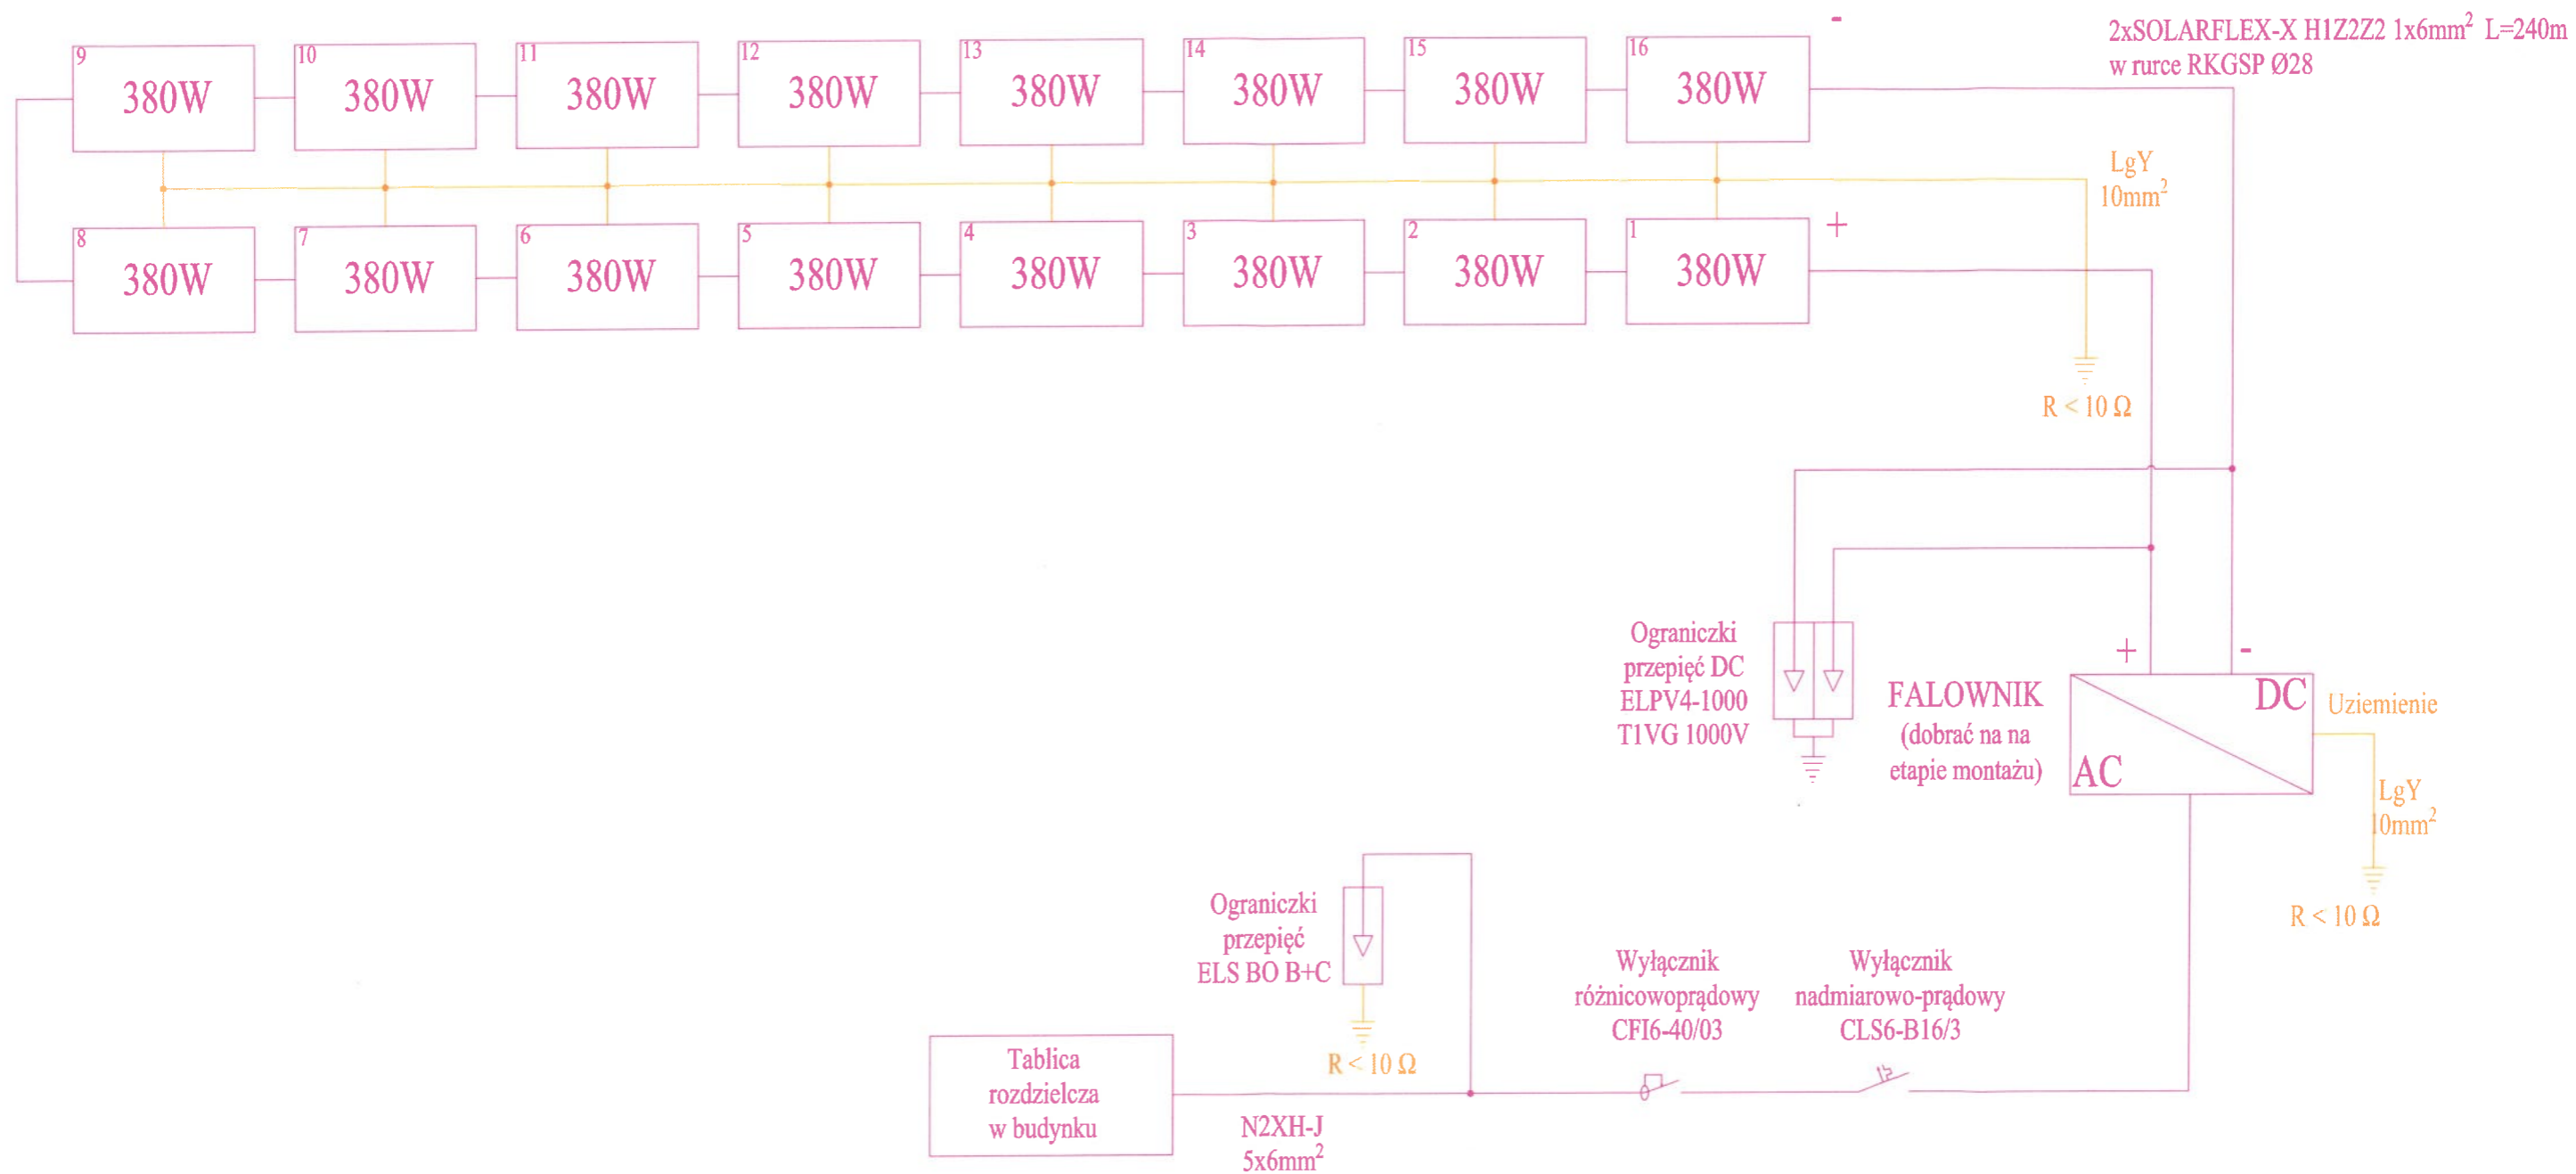 -
2xSOLARFLEX-X H1Z2Z2 1x6mm² L=240m
w rurce RKGSP Ø28
9
380W
10
380W
11
380W
12
380W
13
380W
14
380W
15
380W
16
380W
LgY
10mm²
8
380W
7
380W
6
380W
5
380W
4
380W
3
380W
2
380W
1
380W
+
R < 10 Ω
Ograniczki
przepięć DC
ELPV4-1000
T1VG 1000V
FALOWNIK
(dobrać na na
etapie montażu)
+
-
DC
AC
Uziemienie
LgY
10mm²
R < 10 Ω
Ograniczki
przepięć
ELS BO B+C
R < 10 Ω
Wyłącznik
różnicowoprądowy
CFI6-40/03
Wyłącznik
nadmiarowo-prądowy
CLS6-B16/3
Tablica
rozdzielcza
w budynku
N2XH-J
5x6mm²